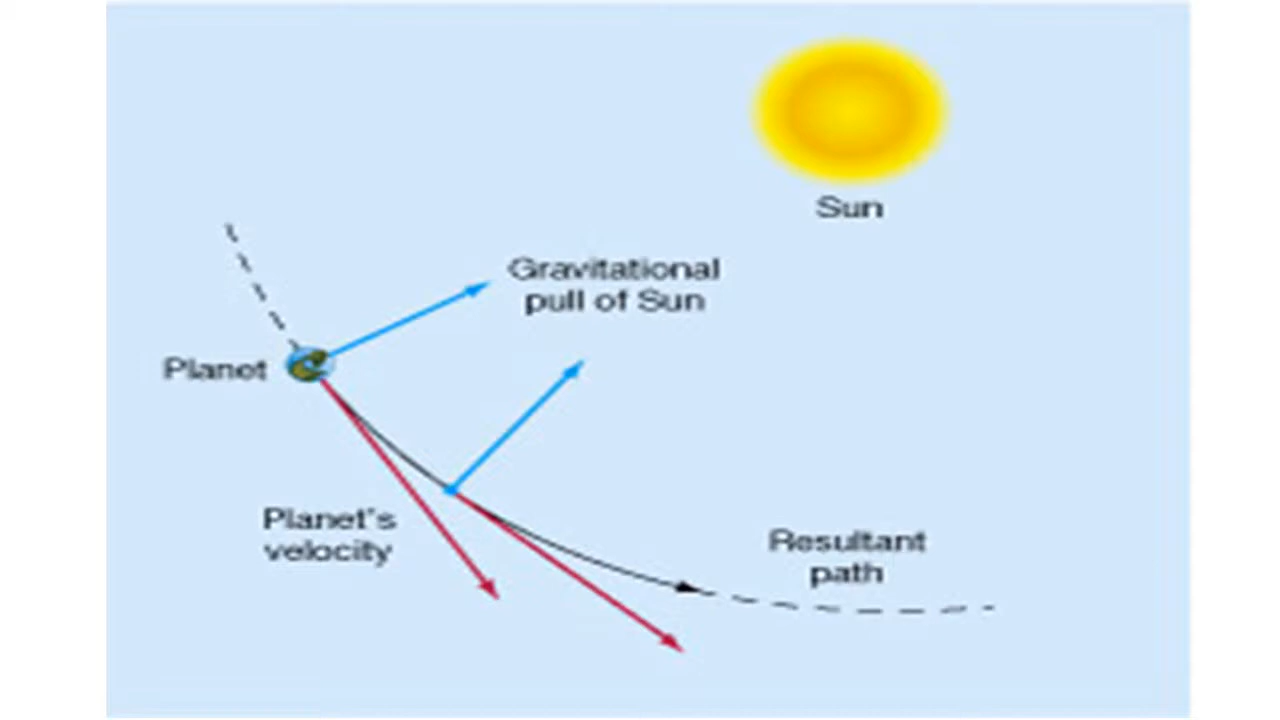 Sun
Gravitational
pull of Sun
Planet
Planet's
velocity
Resultant
path